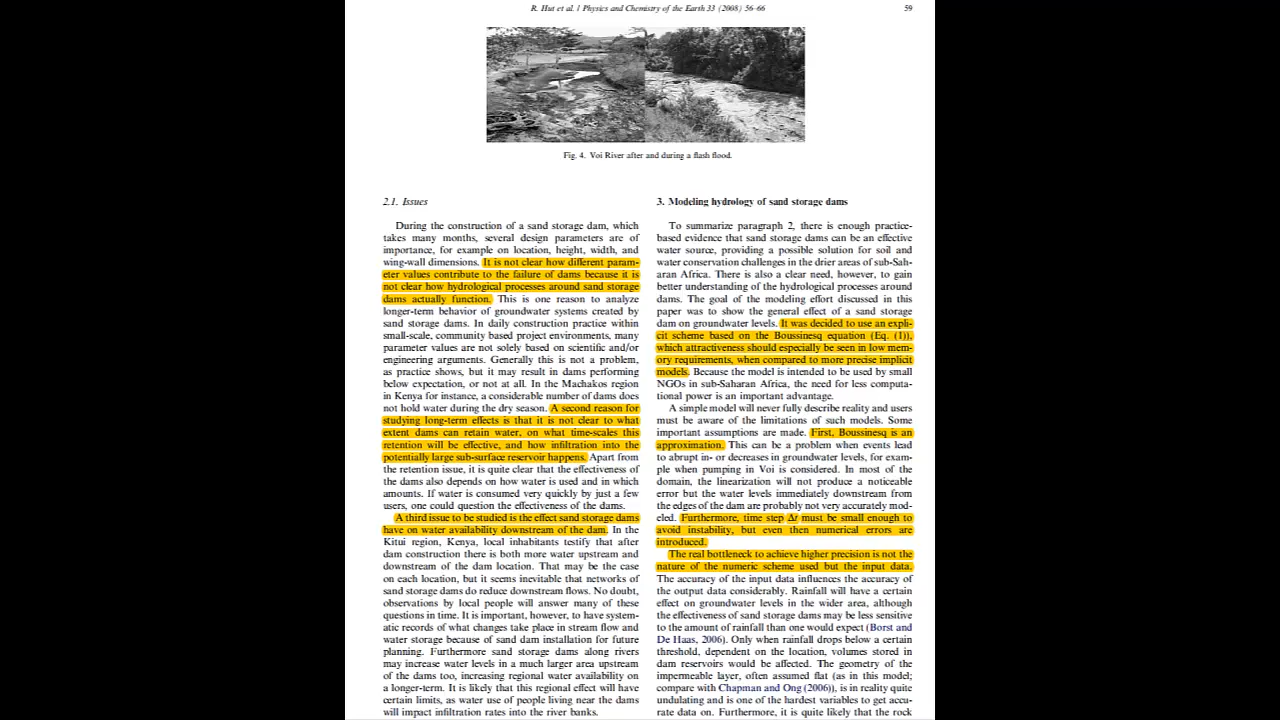 R. Hut et al. / Physics and Chemistry of the Earth 33 (2008) 56–66
59
Fig. 4. Voi River after and during a flash flood.
2.1. Issues
During the construction of a sand storage dam, which
takes many months, several design parameters are of
importance, for example on location, height, width, and
wing-wall dimensions. It is not clear how different param-
eter values contribute to the failure of dams because it is
not clear how hydrological processes around sand storage
dams actually function. This is one reason to analyze
longer-term behavior of groundwater systems created by
sand storage dams. In daily construction practice within
small-scale, community based project environments, many
parameter values are not solely based on scientific and/or
engineering arguments. Generally this is not a problem,
as practice shows, but it may result in dams performing
below expectation, or not at all. In the Machakos region
in Kenya for instance, a considerable number of dams does
not hold water during the dry season. A second reason for
studying long-term effects is that it is not clear to what
extent dams can retain water, on what time-scales this
retention will be effective, and how infiltration into the
potentially large sub-surface reservoir happens. Apart from
the retention issue, it is quite clear that the effectiveness of
the dams also depends on how water is used and in which
amounts. If water is consumed very quickly by just a few
users, one could question the effectiveness of the dams.
A third issue to be studied is the effect sand storage dams
have on water availability downstream of the dam. In the
Kitui region, Kenya, local inhabitants testify that after
dam construction there is both more water upstream and
downstream of the dam location. That may be the case
on each location, but it seems inevitable that networks of
sand storage dams do reduce downstream flows. No doubt,
observations by local people will answer many of these
questions in time. It is important, however, to have system-
atic records of what changes take place in stream flow and
water storage because of sand dam installation for future
planning. Furthermore sand storage dams along rivers
may increase water levels in a much larger area upstream
of the dams too, increasing regional water availability on
a longer-term. It is likely that this regional effect will have
certain limits, as water use of people living near the dams
will impact infiltration rates into the river banks.
3. Modeling hydrology of sand storage dams
To summarize paragraph 2, there is enough practice-
based evidence that sand storage dams can be an effective
water source, providing a possible solution for soil and
water conservation challenges in the drier areas of sub-Sah-
aran Africa. There is also a clear need, however, to gain
better understanding of the hydrological processes around
dams. The goal of the modeling effort discussed in this
paper was to show the general effect of a sand storage
dam on groundwater levels. It was decided to use an expli-
cit scheme based on the Boussinesq equation (Eq. (1)),
which attractiveness should especially be seen in low mem-
ory requirements, when compared to more precise implicit
models. Because the model is intended to be used by small
NGOs in sub-Saharan Africa, the need for less computa-
tional power is an important advantage.
A simple model will never fully describe reality and users
must be aware of the limitations of such models. Some
important assumptions are made. First, Boussinesq is an
approximation. This can be a problem when events lead
to abrupt in- or decreases in groundwater levels, for exam-
ple when pumping in Voi is considered. In most of the
domain, the linearization will not produce a noticeable
error but the water levels immediately downstream from
the edges of the dam are probably not very accurately mod-
eled. Furthermore, time step Δt must be small enough to
avoid instability, but even then numerical errors are
introduced.
The real bottleneck to achieve higher precision is not the
nature of the numeric scheme used but the input data.
The accuracy of the input data influences the accuracy of
the output data considerably. Rainfall will have a certain
effect on groundwater levels in the wider area, although
the effectiveness of sand storage dams may be less sensitive
to the amount of rainfall than one would expect (Borst and
De Haas, 2006). Only when rainfall drops below a certain
threshold, dependent on the location, volumes stored in
dam reservoirs would be affected. The geometry of the
impermeable layer, often assumed flat (as in this model;
compare with Chapman and Ong (2006)), is in reality quite
undulating and is one of the hardest variables to get accu-
rate data on. Furthermore, it is quite likely that the rock